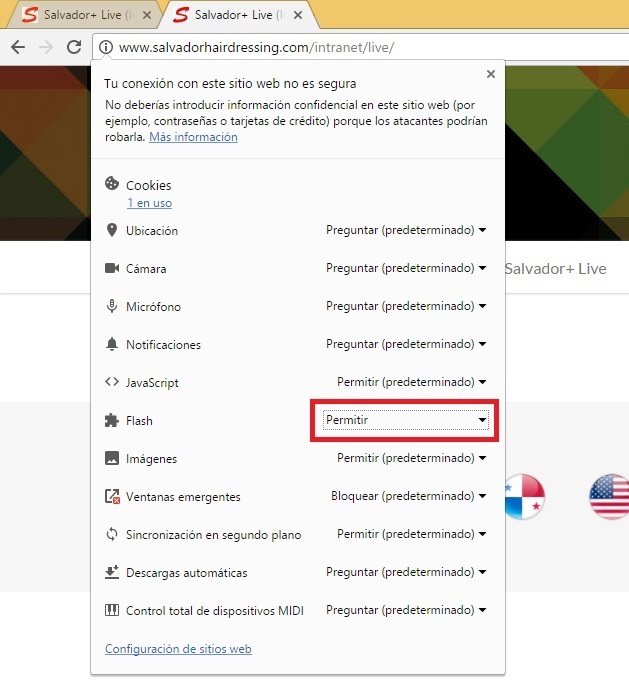 Salvador+ Live (I
Salvador+ Live (I
www.salvadorhairdressing.com/intranet/live/
Tu conexión con este sitio web no es segura
No deberías introducir información confidencial en este sitio web (por
ejemplo, contraseñas o tarjetas de crédito) porque los atacantes podrían
robarla. Más información
Cookies
1 en uso
Ubicación Preguntar (predeterminado)
Cámara Preguntar (predeterminado)
Salvador+ Live
Micrófono Preguntar (predeterminado)
Notificaciones Preguntar (predeterminado)
JavaScript Permitir (predeterminado)
Flash Permitir
Imágenes Permitir (predeterminado)
Ventanas emergentes Bloquear (predeterminado)
Sincronización en segundo plano Permitir (predeterminado)
Descargas automáticas Preguntar (predeterminado)
Control total de dispositivos MIDI Preguntar (predeterminado)
Configuración de sitios web